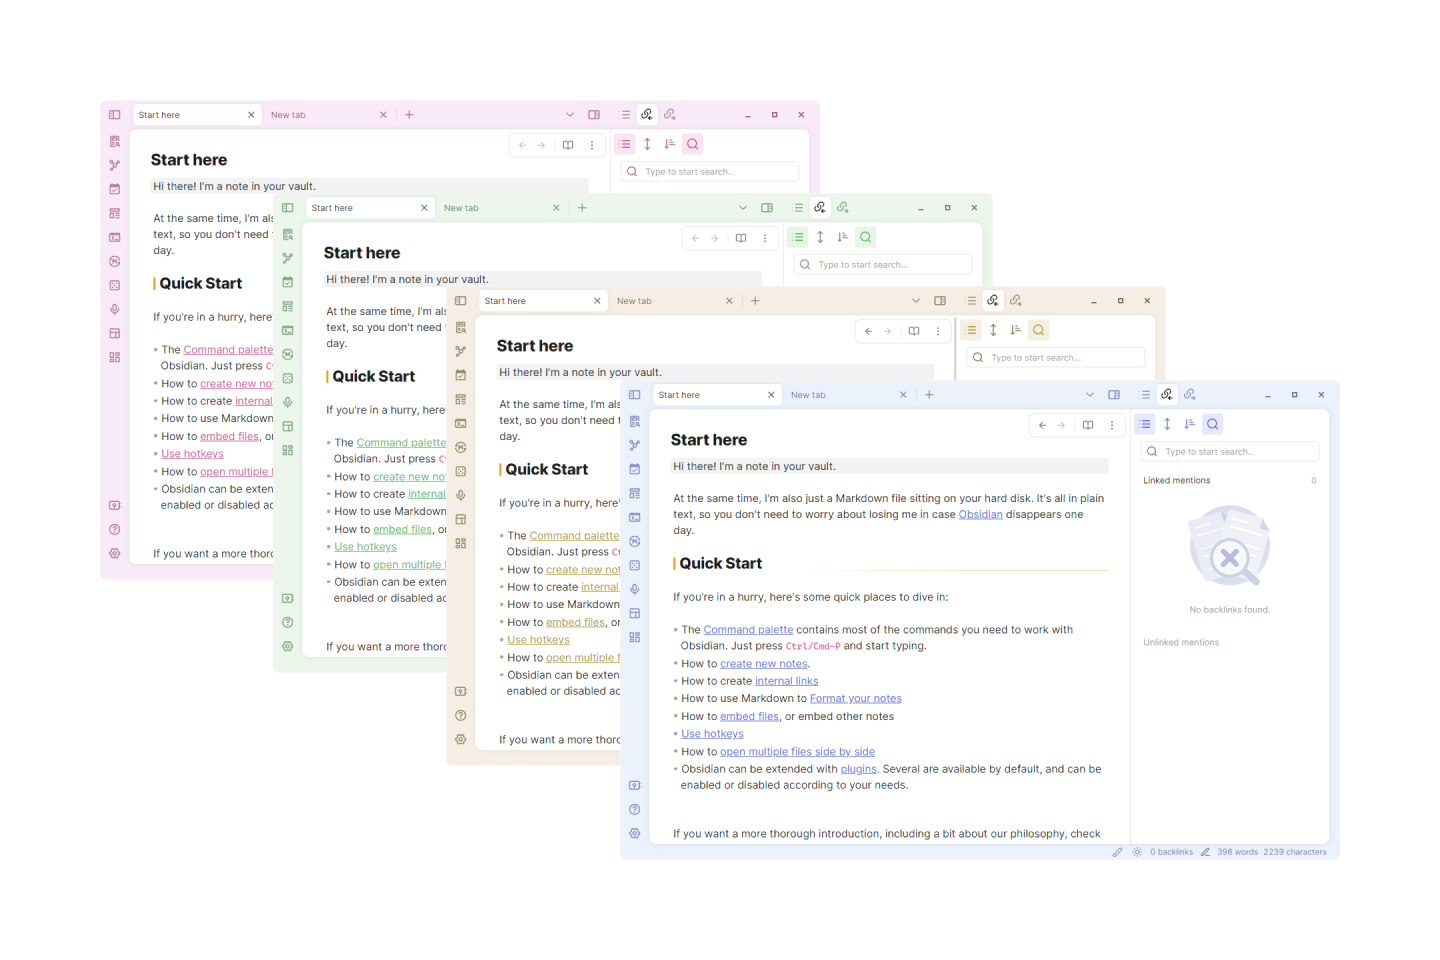 Start here
New tab
Type to start search...
Start here
Hi there! I'm a note in your vault.
At the same time, I'm als
text, so you don't need
day.
Quick Start
If you're in a hurry, here'
The Command palette
Obsidian. Just press C
How to create new not
How to create internal
How to use Markdown
How to embed files, or
Use hotkeys
How to open multiple f
Obsidian can be exten
enabled or disabled ac
If you want a more thoro
Start here
New tab
Type to start search...
Start here
Hi there! I'm a note in your vault.
At the same time, I'm als
text, so you don't need t
day.
Quick Start
If you're in a hurry, here
The Command palette
Obsidian. Just press C
How to create new not
How to create internal
How to use Markdown
How to embed files, or
Use hotkeys
How to open multiple f
Obsidian can be exten
enabled or disabled ac
If you want a more thoro
Start here
New tab
Type to start search...
Start here
Hi there! I'm a note in your vault.
At the same time, I'm als
text, so you don't need t
day.
Quick Start
If you're in a hurry, here'
The Command palette
Obsidian. Just press Ct
How to create new not
How to create internal
How to use Markdown
How to embed files, or
Use hotkeys
How to open multiple f
Obsidian can be exten
enabled or disabled acc
If you want a more thoro
Start here
New tab
Type to start search...
Start here
Hi there! I'm a note in your vault.
At the same time, I'm also just a Markdown file sitting on your hard disk. It's all in plain
text, so you don't need to worry about losing me in case Obsidian disappears one
day.
Quick Start
If you're in a hurry, here's some quick places to dive in:
The Command palette contains most of the commands you need to work with
Obsidian. Just press Ctrl/Cmd-P and start typing.
How to create new notes.
How to create internal links
How to use Markdown to Format your notes
How to embed files, or embed other notes
Use hotkeys
How to open multiple files side by side
Obsidian can be extended with plugins. Several are available by default, and can be
enabled or disabled according to your needs.
If you want a more thorough introduction, including a bit about our philosophy, check
Linked mentions 0
No backlinks found.
Unlinked mentions
0 backlinks 396 words 2239 characters